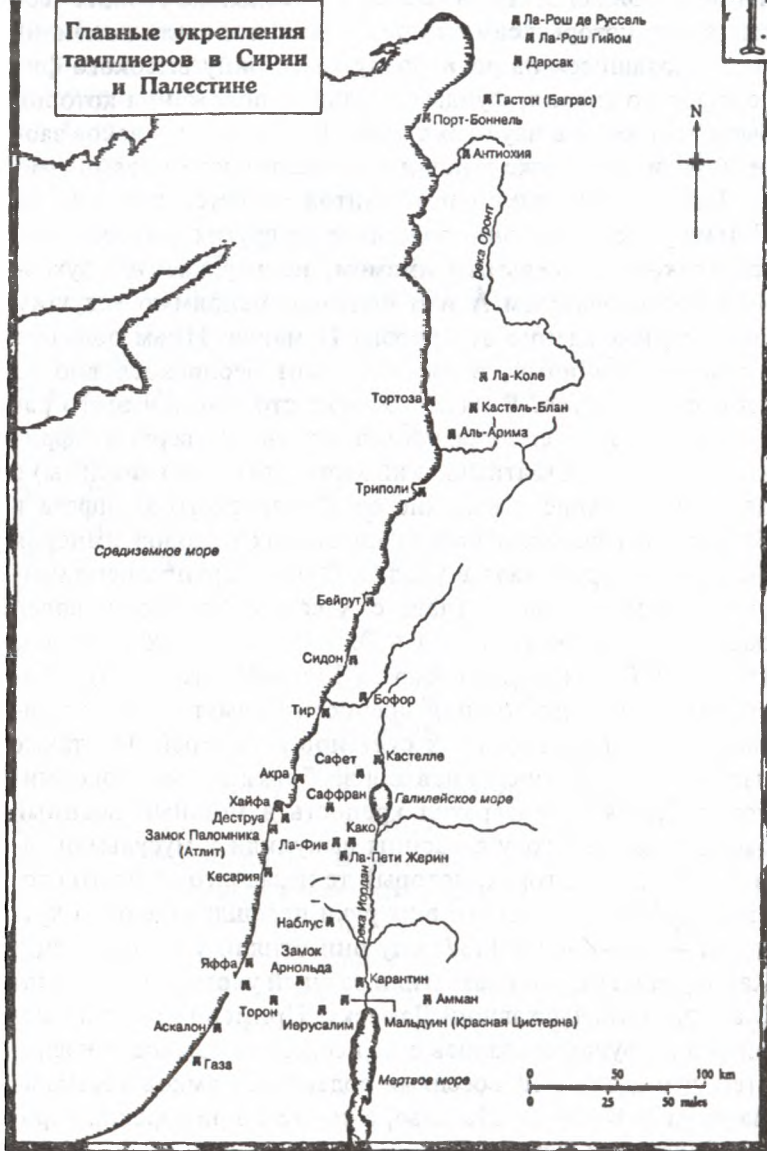 Главные укрепления
тамплиеров в Сирии
и Палестине
Ла-Рош де Руссель
Ла-Рош Гийом
Дарсак
Гастон (Баграс)
Порт-Боннель
N
Антиохия
река Оронт
Ла-Коле
Тортоза
Кастель-Блан
Аль-Арима
Триполи
Средиземное море
Бейрут
Сидон
Бофор
Тир
Сафет
Кастелле
Акра
Хайфа
Саффран
Галилейское море
Деструа
Замок Паломника
(Атлит)
Како
Ла-Фив
Ла-Пети Жерин
Кесария
река Иордан
Наблус
Замок
Арнольда
Яффа
Карантин
Амман
Торон
Иерусалим
Мальдуин (Красная Цистерна)
Аскалон
Газа
Мертвое море
0 50 100 km
0 25 50 miles